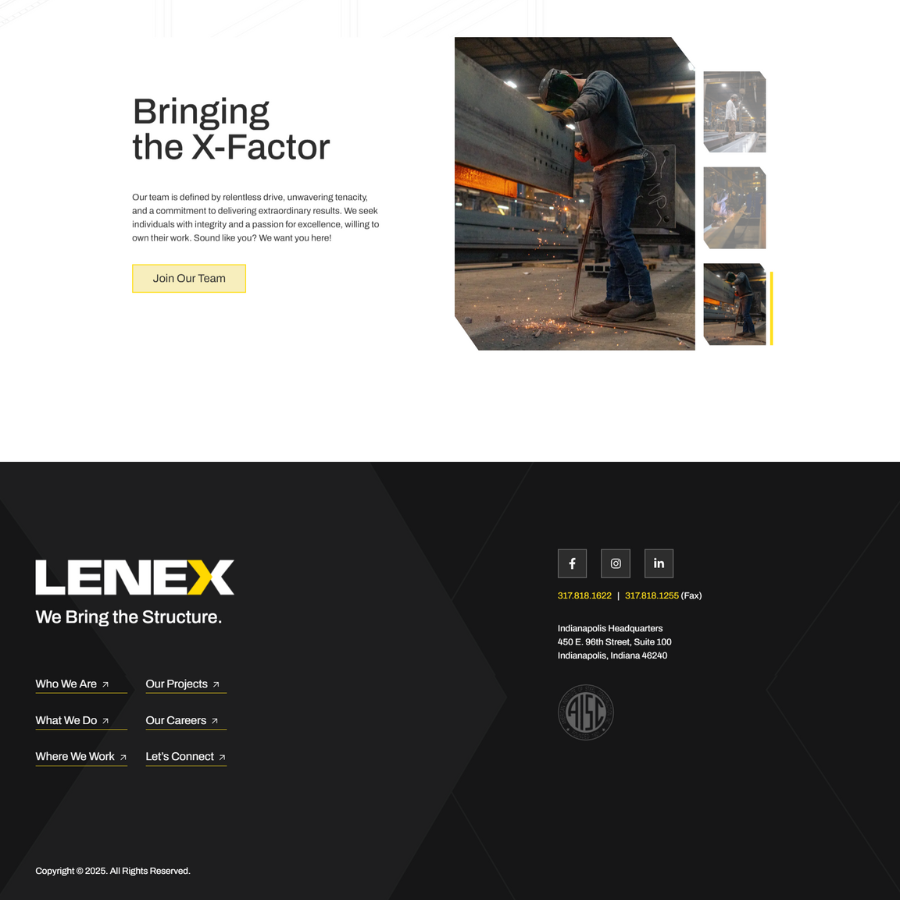 Bringing
the X-Factor
Our team is defined by relentless drive, unwavering tenacity,
and a commitment to delivering extraordinary results. We seek
individuals with integrity and a passion for excellence, willing to
own their work. Sound like you? We want you here!
Join Our Team
LENEX
We Bring the Structure.
Who We Are
Our Projects
What We Do
Our Careers
Where We Work
Let's Connect
317.818.1622 | 317.818.1255 (Fax)
Indianapolis Headquarters
450 E. 96th Street, Suite 100
Indianapolis, Indiana 46240
AISC
Copyright © 2025. All Rights Reserved.